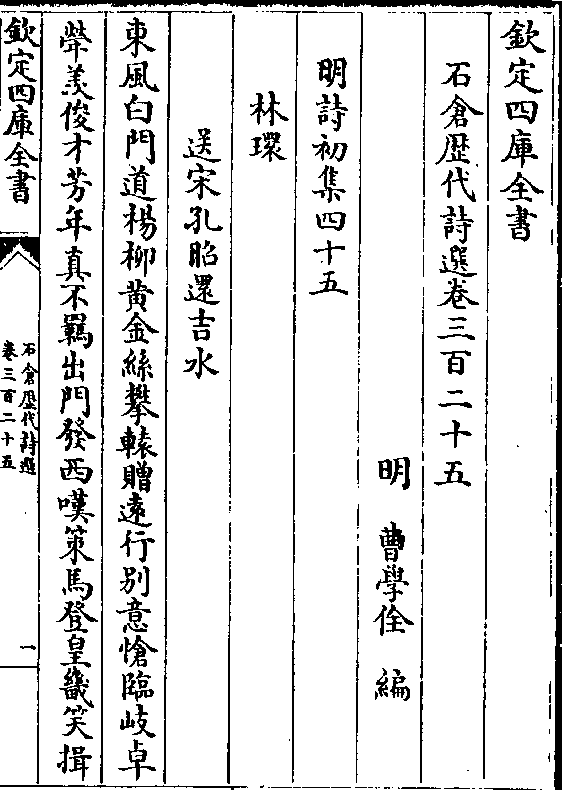 欽定四庫全書
石倉歴代詩選卷三百二十五
明 曹學佺 編
明詩初集四十五
林環
送宋孔昭還吉水
東風白門道楊柳黄金絲攀轅贈遠行别意愴臨岐卓
犖羨俊才芳年真不羈出門發西嘆策馬登皇畿笑揖
欽定四庫全書
石倉歴代詩選
卷三百二十五
一